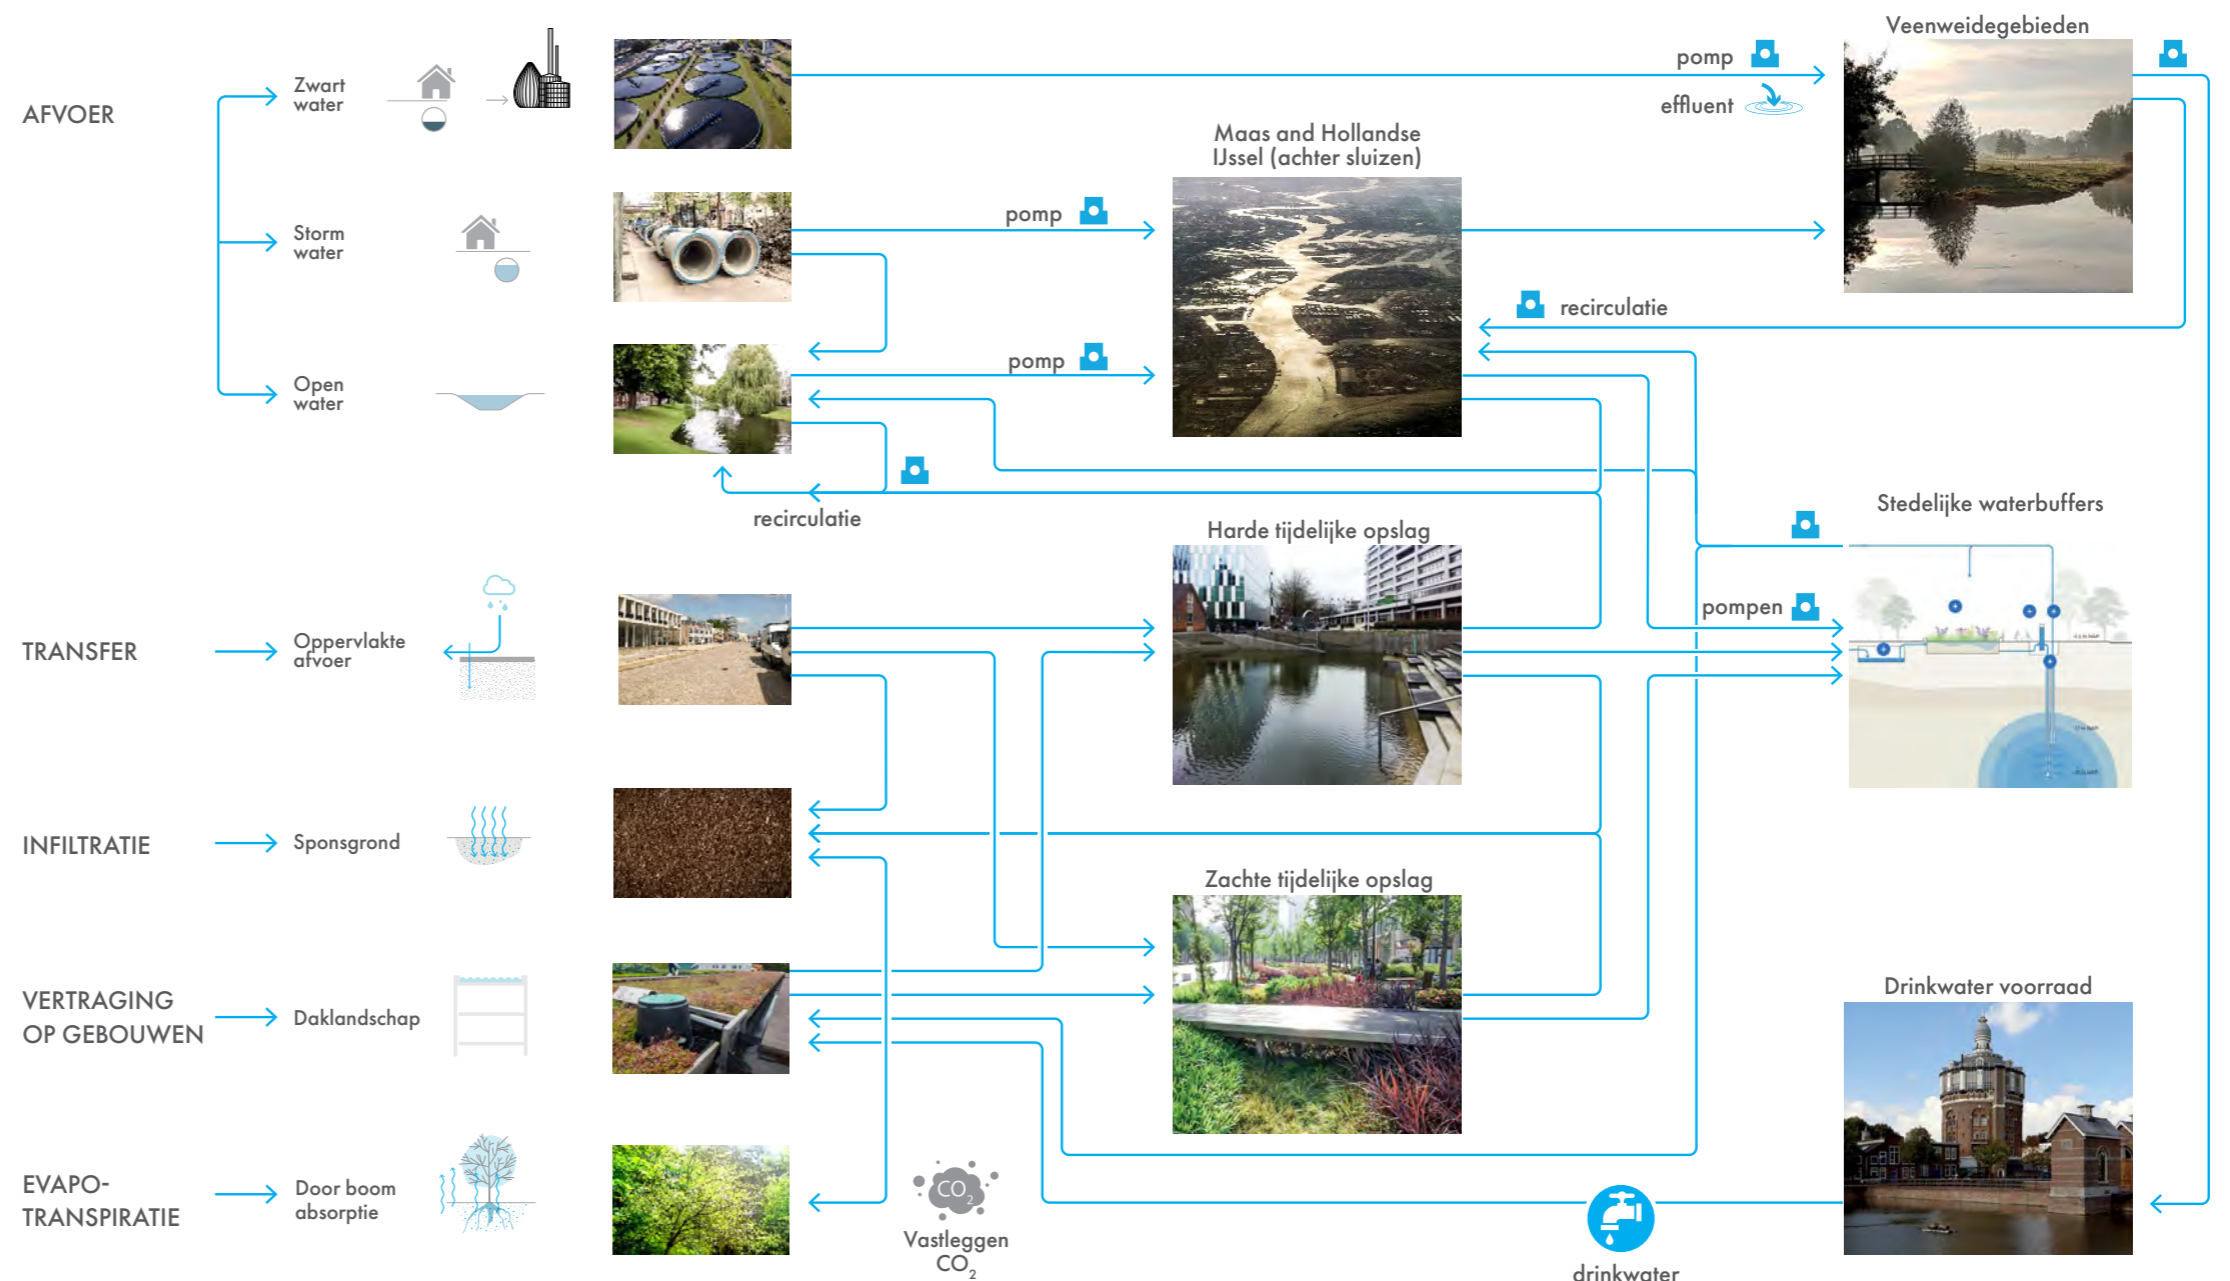 Veenweidegebieden
pomp
effluent
AFVOER
Zwart
water
Maas and Hollandse
IJssel (achter sluizen)
Storm
water
pomp
recirculatie
Open
water
pomp
recirculatie
Stedelijke waterbuffers
Harde tijdelijke opslag
pompen
TRANSFER
Oppervlakte
afvoer
INFILTRATIE
Sponsgrond
Zachte tijdelijke opslag
VERTRAGING
OP GEBOUWEN
Daklandschap
Drinkwater voorraad
EVAPO-
TRANSPIRATIE
Door boom
absorptie
CO2
Vastleggen
CO2
drinkwater